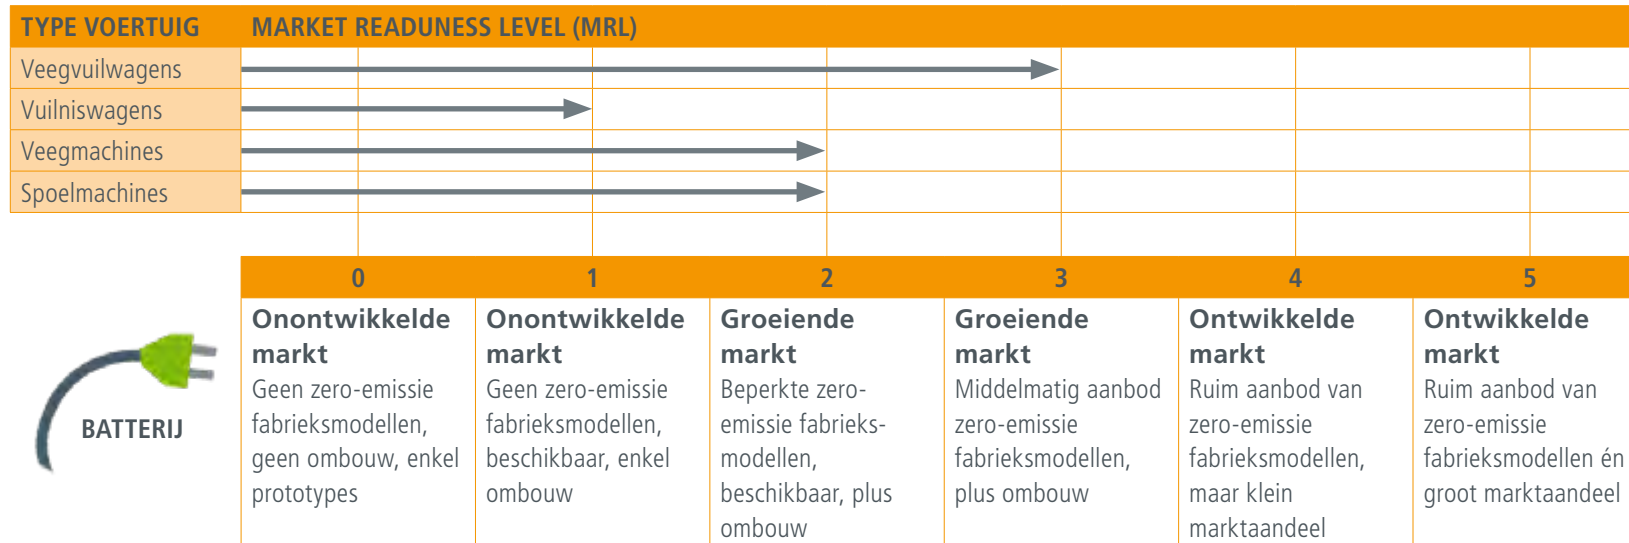 TYPE VOERTUIG MARKET READUNESS LEVEL (MRL)
Veegvuilwagens
Vuilniswagens
Veegmachines
Spoelmachines
0 1 2 3 4 5
BATTERIJ
Onontwikkelde
markt
Geen zero-emissie
fabrieksmodellen,
geen ombouw, enkel
prototypes
Onontwikkelde
markt
Geen zero-emissie
fabrieksmodellen,
beschikbaar, enkel
ombouw
Groeiende
markt
Beperkte zero-
emissie fabrieks-
modellen,
beschikbaar, plus
ombouw
Groeiende
markt
Middelmatig aanbod
zero-emissie
fabrieksmodellen,
plus ombouw
Ontwikkelde
markt
Ruim aanbod van
zero-emissie
fabrieksmodellen,
maar klein
marktaandeel
Ontwikkelde
markt
Ruim aanbod van
zero-emissie
fabrieksmodellen én
groot marktaandeel